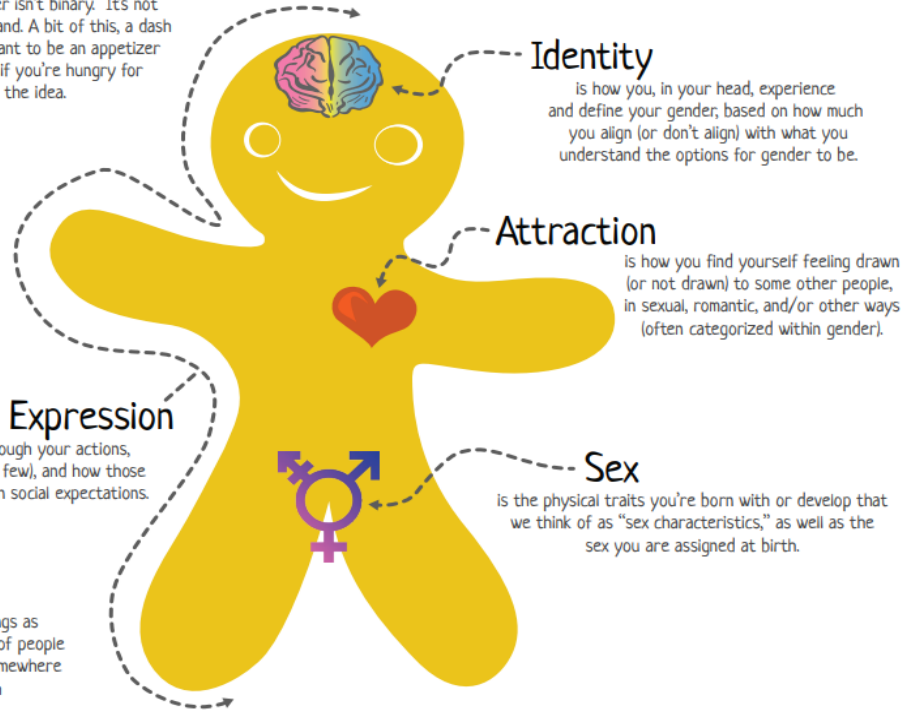 r isn't binary. It's not
and. A bit of this, a dash
ant to be an appetizer
if you're hungry for
the idea.
Identity
is how you, in your head, experience
and define your gender, based on how much
you align (or don't align) with what you
understand the options for gender to be.
Attraction
is how you find yourself feeling drawn
(or not drawn) to some other people,
in sexual, romantic, and/or other ways
(often categorized within gender).
Expression
ough your actions,
few), and how those
social expectations.
Sex
is the physical traits you're born with or develop that
we think of as “sex characteristics,” as well as the
sex you are assigned at birth.
gs as
of people
mewhere